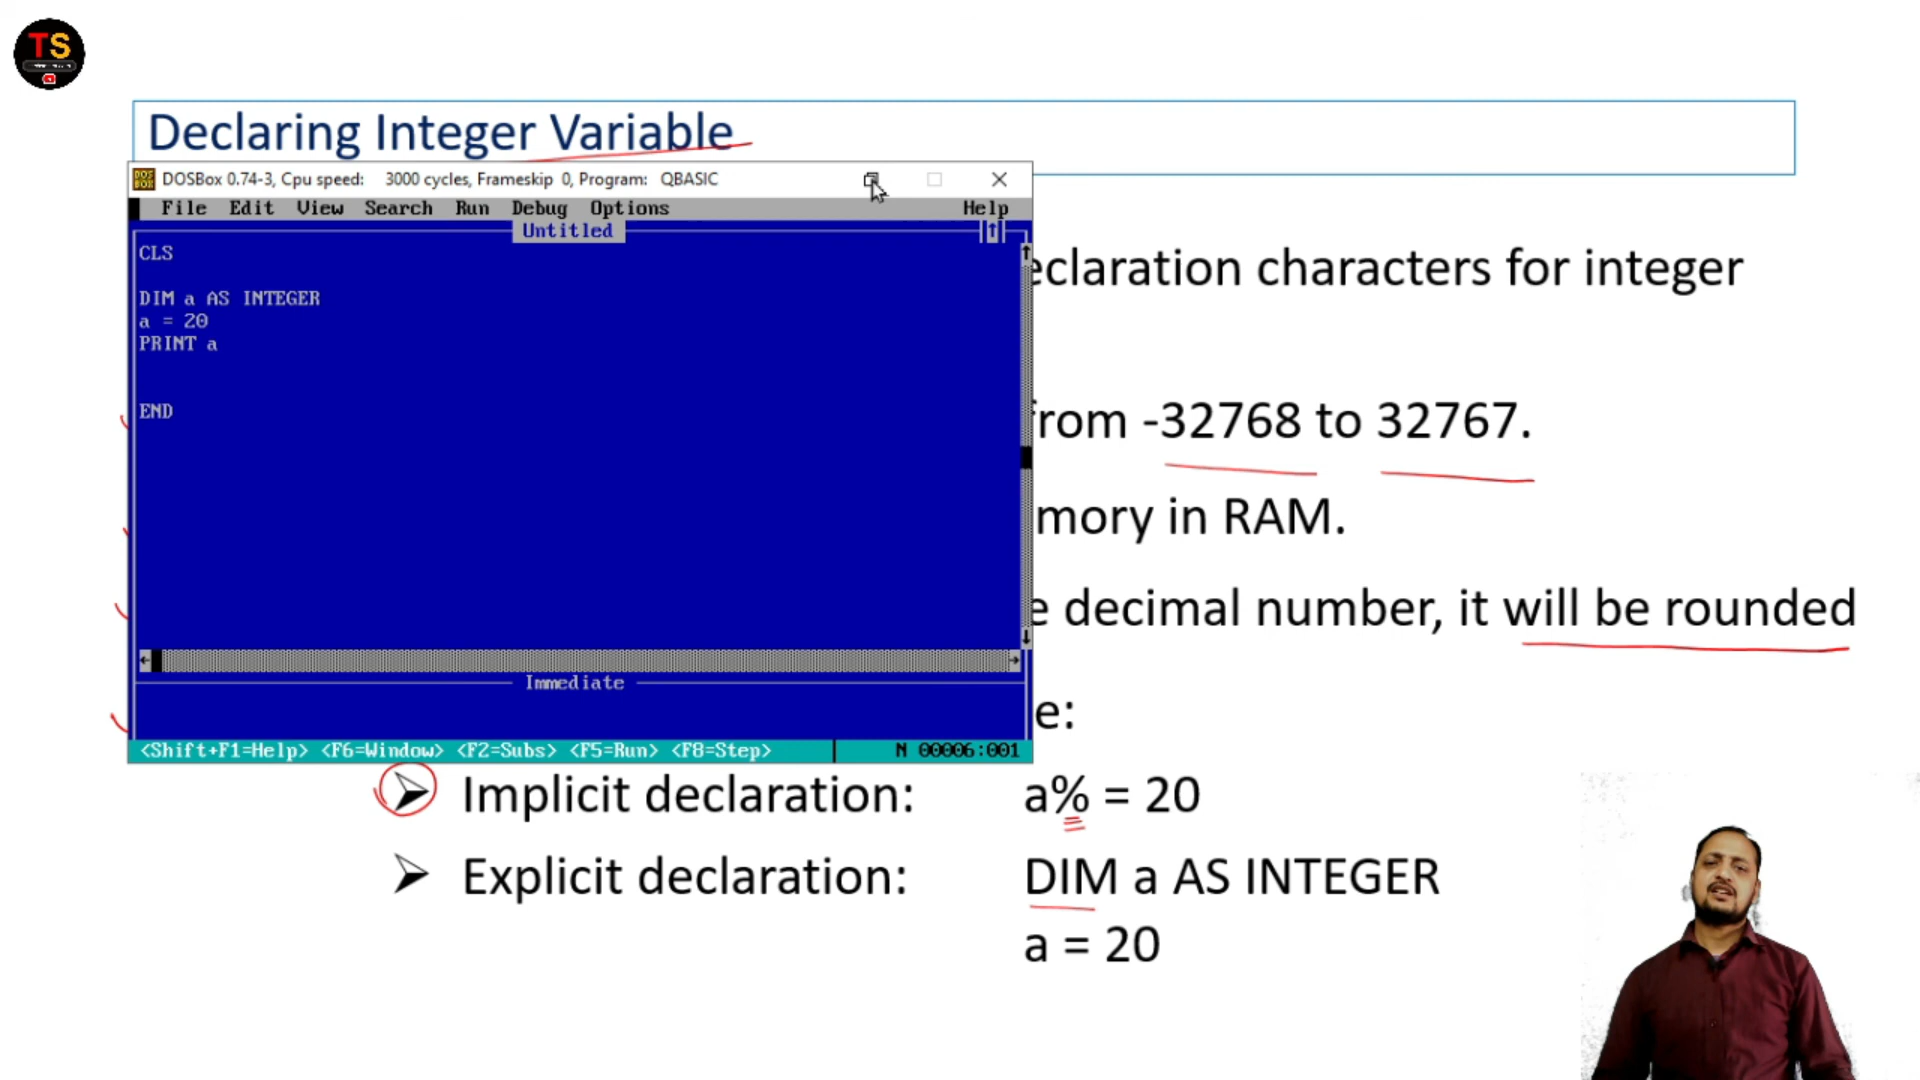 TS
Declaring Integer Variable
DOSBox 0.74-3, Cpu speed: 3000 cycles, Frameskip 0, Program: QBASIC
File Edit View Search Run Debug Options Help
Untitled
CLS
DIM a AS INTEGER
a = 20
PRINT a
END
Immediate
<Shift+F1=Help> <F6=Window> <F2=Subs> <F5=Run> <F8=Step> N 00006:001
eclaration characters for integer
from -32768 to 32767.
mory in RAM.
e decimal number, it will be rounded
e:
Implicit declaration: a% = 20
Explicit declaration: DIM a AS INTEGER
a = 20